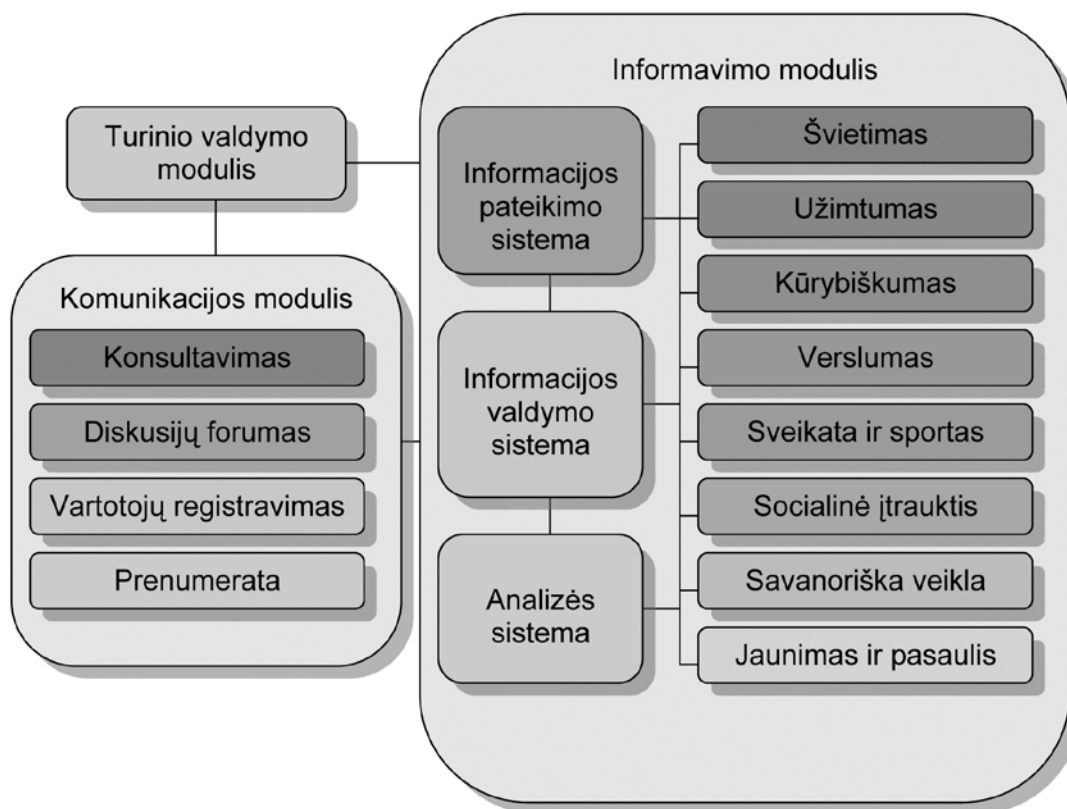 Turinio valdymo
modulis
Komunikacijos modulis
Konsultavimas
Diskusijų forumas
Vartotojų registravimas
Prenumerata
Informavimo modulis
Informacijos
pateikimo
sistema
Informacijos
valdymo
sistema
Analizės
sistema
Švietimas
Užimtumas
Kūrybiškumas
Verslumas
Sveikata ir sportas
Socialinė įtrauktis
Savanoriška veikla
Jaunimas ir pasaulis